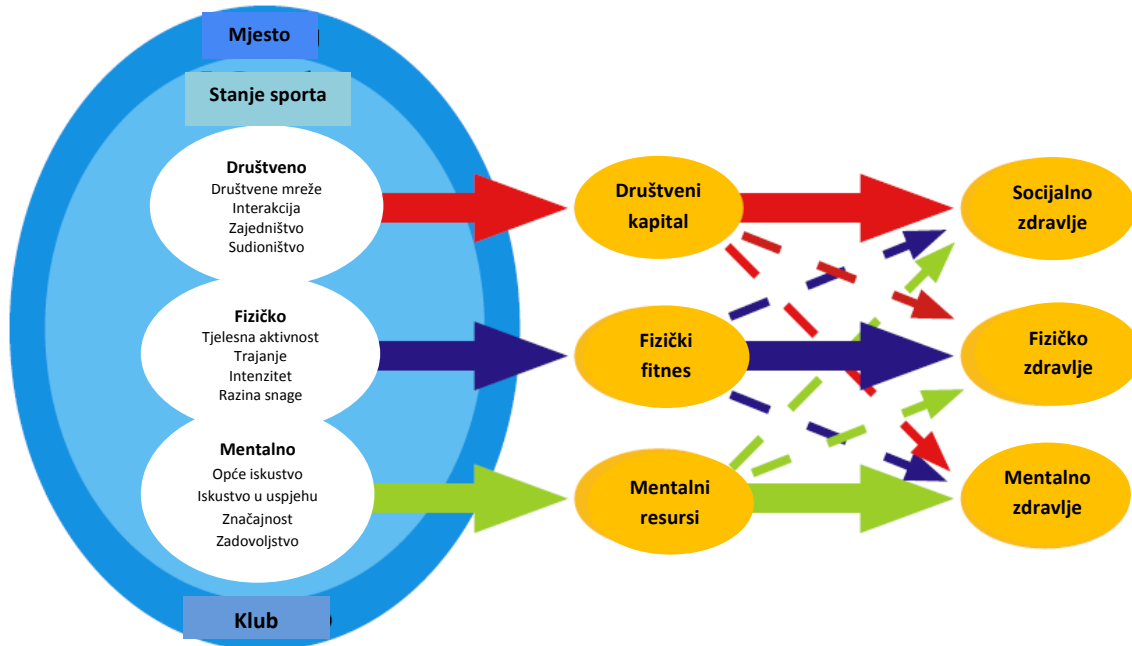 Mjesto
Stanje sporta
Društveno
Društvene mreže
Interakcija
Zajedništvo
Sudioništvo
Fizičko
Tjelesna aktivnost
Trajanje
Intenzitet
Razina snage
Mentalno
Opće iskustvo
Iskustvo u uspjehu
Značajnost
Zadovoljstvo
Klub
Društveni
kapital
Fizički
fitnes
Mentalni
resursi
Socijalno
zdravlje
Fizičko
zdravlje
Mentalno
zdravlje